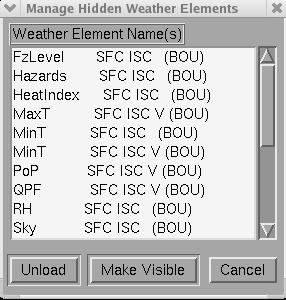 Manage Hidden Weather Elements
Weather Element Name(s)
FzLevel SFC ISC (BOU)
Hazards SFC ISC (BOU)
HeatIndex SFC ISC (BOU)
MaxT SFC ISC V (BOU)
MinT SFC ISC (BOU)
MinT SFC ISC V (BOU)
PoP SFC ISC V (BOU)
QPF SFC ISC V (BOU)
RH SFC ISC (BOU)
Sky SFC ISC (BOU)
Unload Make Visible Cancel